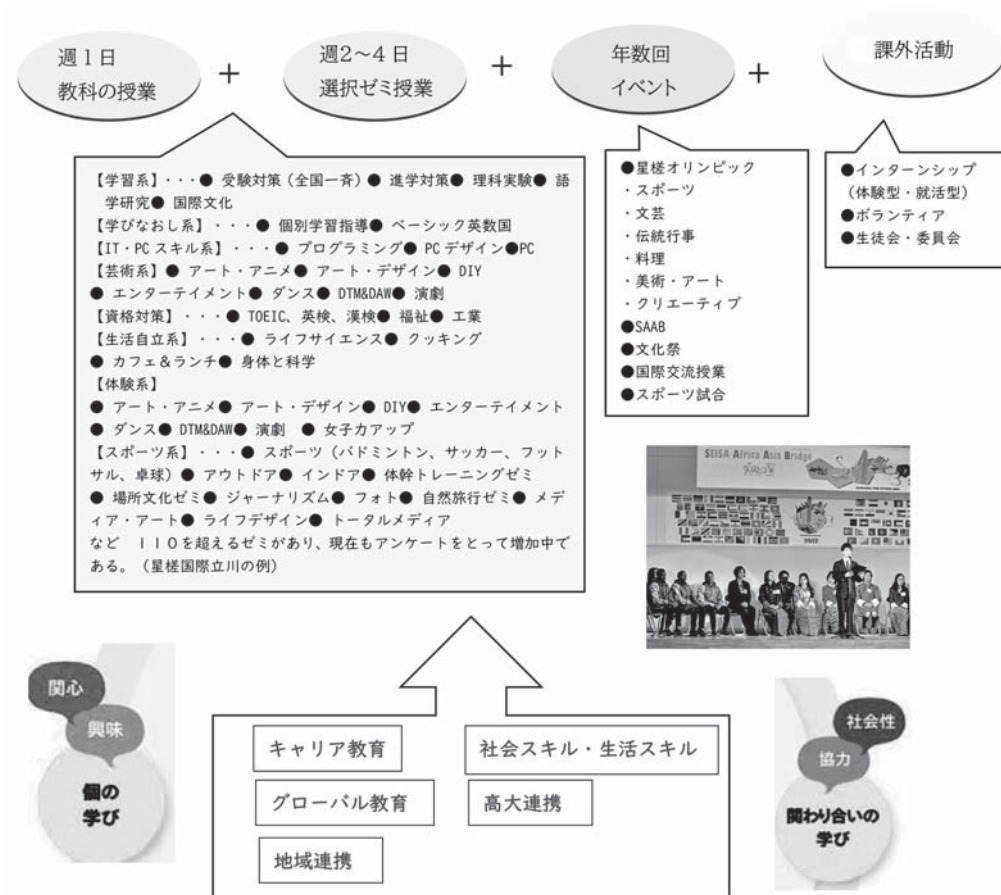 週1日
教科の授業
+
週2~4日
選択ゼミ授業
+
年数回
イベント
+
課外活動
【学習系】・・・● 受験対策（全国一斉）● 進学対策● 理科実験● 語
学研究● 国際文化
【学びなおし系】・・・● 個別学習指導● ベーシック英数国
【IT・PCスキル系】・・・● プログラミング● PCデザイン●PC
【芸術系】● アート・アニメ● アート・デザイン● DIY
● エンターテイメント● ダンス● DTM&DAW● 演劇
【資格対策】・・・● TOEIC、英検、漢検● 福祉● 工業
【生活自立系】・・・● ライフサイエンス● クッキング
● カフェ＆ランチ● 身体と科学
【体験系】
● アート・アニメ● アート・デザイン● DIY● エンターテイメント
● ダンス● DTM&DAW● 演劇 ● 女子力アップ
【スポーツ系】・・・● スポーツ（バドミントン、サッカー、フット
サル、卓球）● アウトドア● インドア● 体幹トレーニングゼミ
● 場所文化ゼミ● ジャーナリズム● フォト● 自然旅行ゼミ● メデ
ィア・アート● ライフデザイン● トータルメディア
など 110を超えるゼミがあり、現在もアンケートをとって増加中で
ある。（星槎国際立川の例）
●星槎オリンピック
・スポーツ
・文芸
・伝統行事
・料理
・美術・アート
・クリエーティブ
●SAAB
●文化祭
●国際交流授業
●スポーツ試合
●インターンシップ
（体験型・就活型）
●ボランティア
●生徒会・委員会
SEISA Africa Asia Bridge
2017
関心
興味
個の
学び
キャリア教育
社会スキル・生活スキル
グローバル教育
高大連携
地域連携
社会性
協力
関わり合いの
学び